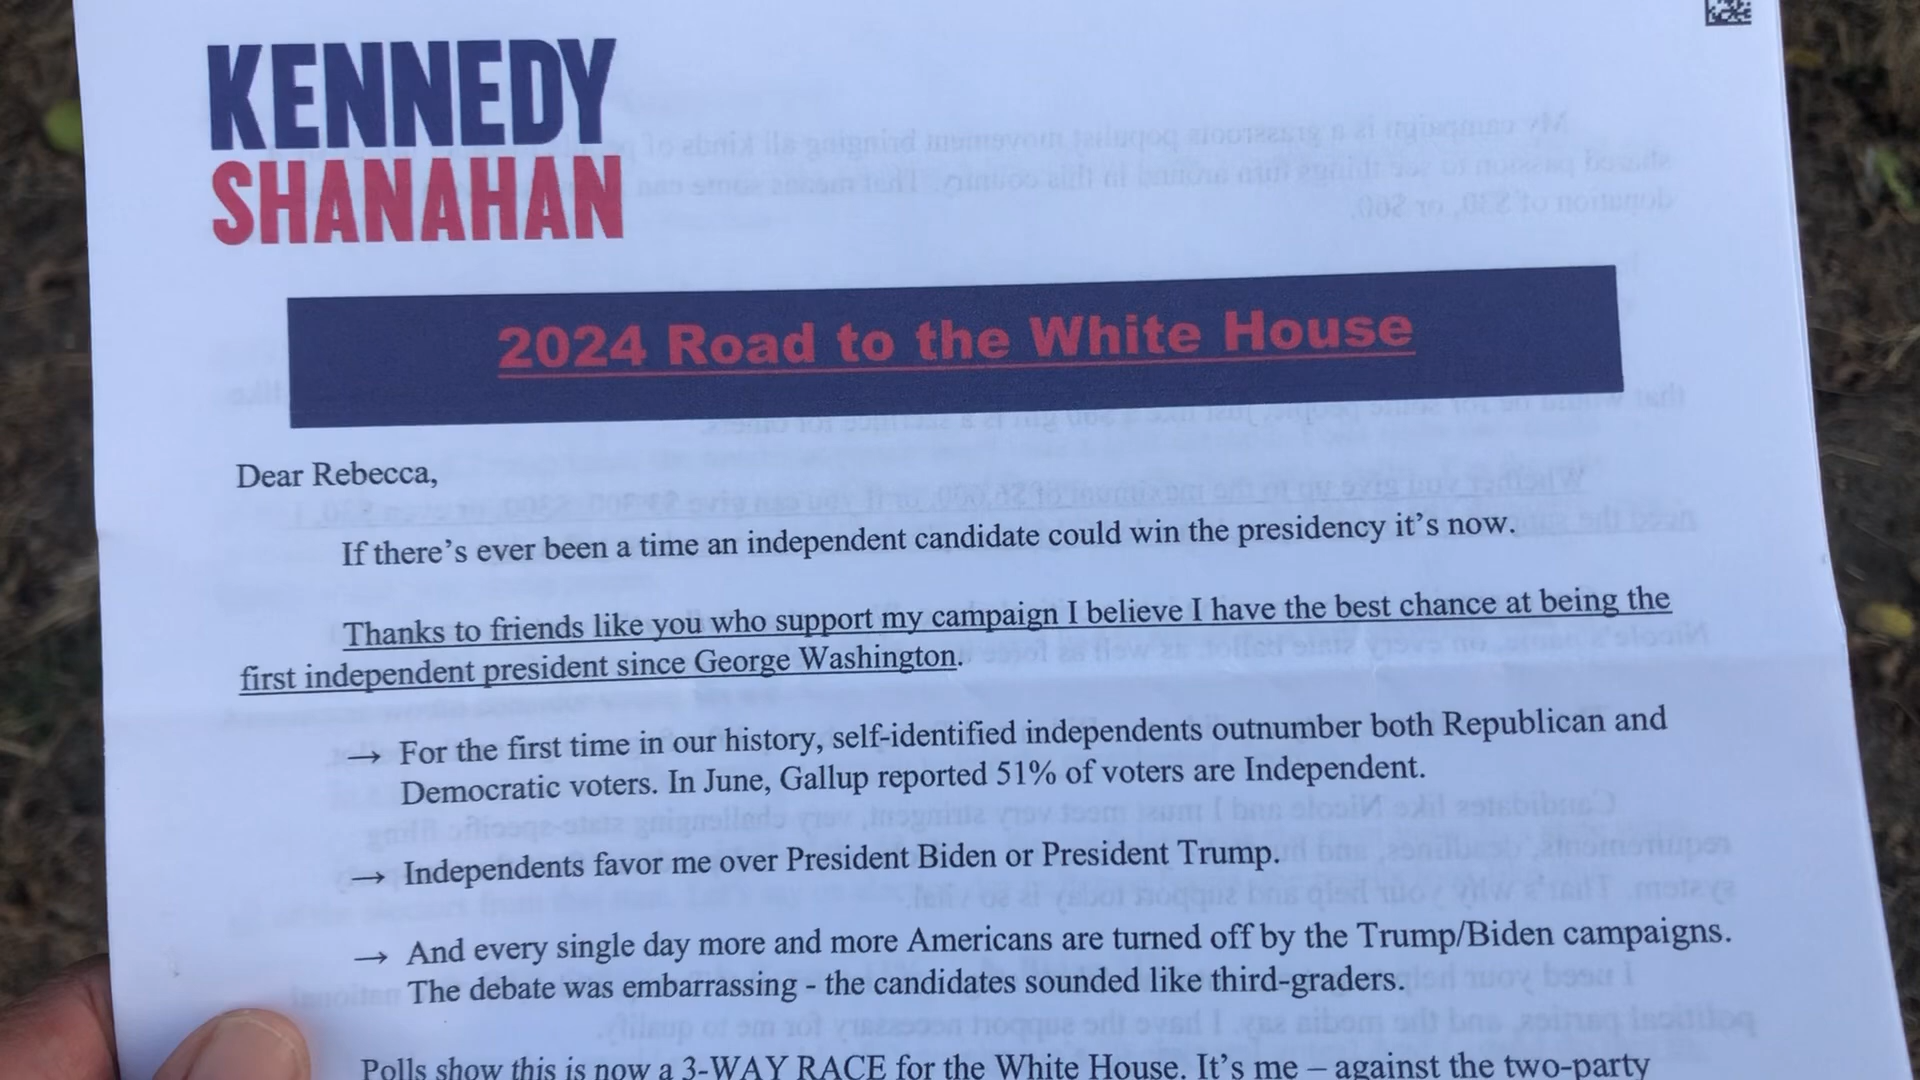 KENNEDY
SHANAHAN
2024 Road to the White House
Dear Rebecca,
If there's ever been a time an independent candidate could win the presidency it's now.
Thanks to friends like you who support my campaign I believe I have the best chance at being the
first independent president since George Washington.
→ For the first time in our history, self-identified independents outnumber both Republican and
Democratic voters. In June, Gallup reported 51% of voters are Independent.
→ Independents favor me over President Biden or President Trump.
→ And every single day more and more Americans are turned off by the Trump/Biden campaigns.
The debate was embarrassing - the candidates sounded like third-graders.
Polls show this is now a 3-WAY RACE for the White House. It's me – against the two-party